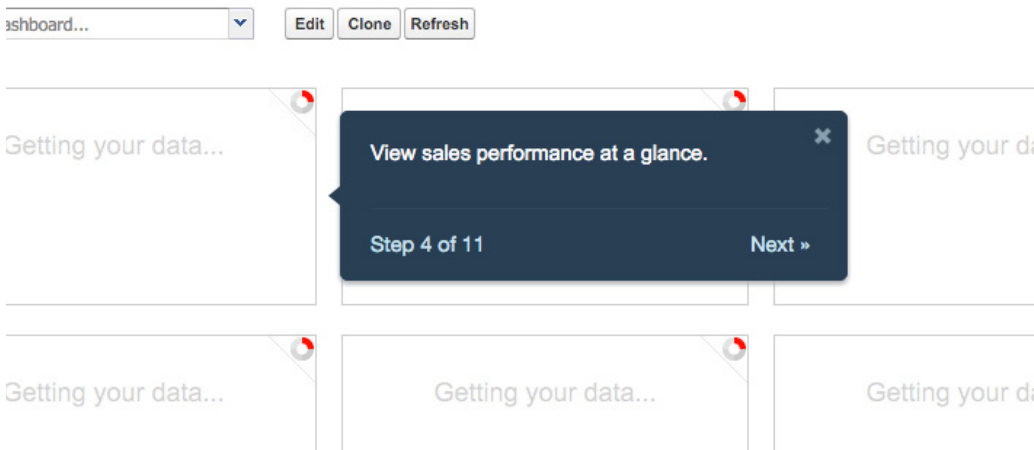 ashboard...
Edit Clone Refresh
Getting your data...
View sales performance at a glance.
Getting your da
Step 4 of 11
Next »
Getting your data...
Getting your data...
Getting your da